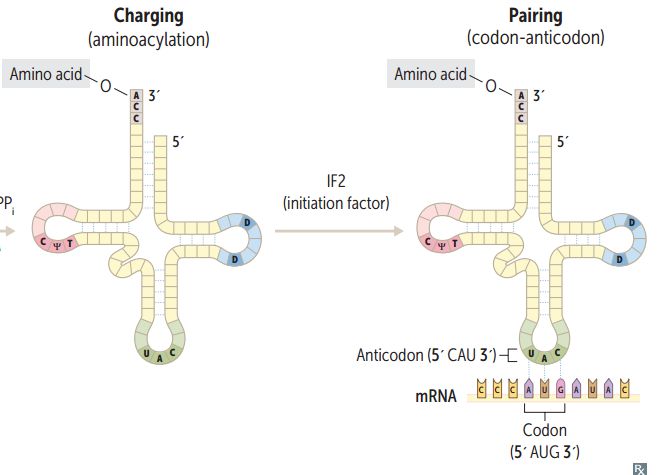 Charging
(aminoacylation)
Amino acid
O
A
C
C
3′
5′
C Ψ T
D
D
U A C
PP i
IF2
(initiation factor)
Pairing
(codon-anticodon)
Amino acid
O
A
C
C
3′
5′
C Ψ T
D
D
Anticodon (5′ CAU 3′)
U A C
mRNA
C C C A U G A U A C
Codon
(5′ AUG 3′)
Rx